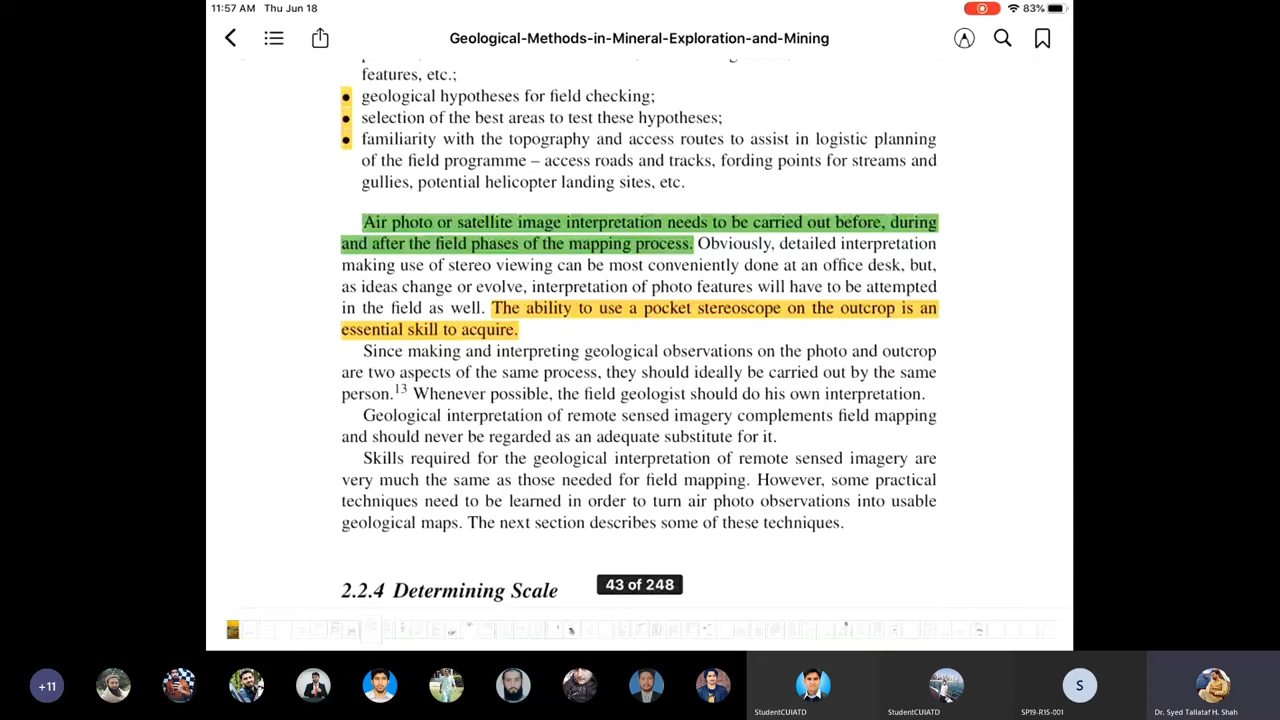 11:57 AM Thu Jun 18
83%
Geological-Methods-in-Mineral-Exploration-and-Mining
features, etc.;
• geological hypotheses for field checking;
• selection of the best areas to test these hypotheses;
• familiarity with the topography and access routes to assist in logistic planning
of the field programme – access roads and tracks, fording points for streams and
gullies, potential helicopter landing sites, etc.
Air photo or satellite image interpretation needs to be carried out before, during
and after the field phases of the mapping process. Obviously, detailed interpretation
making use of stereo viewing can be most conveniently done at an office desk, but,
as ideas change or evolve, interpretation of photo features will have to be attempted
in the field as well. The ability to use a pocket stereoscope on the outcrop is an
essential skill to acquire.
Since making and interpreting geological observations on the photo and outcrop
are two aspects of the same process, they should ideally be carried out by the same
person.13 Whenever possible, the field geologist should do his own interpretation.
Geological interpretation of remote sensed imagery complements field mapping
and should never be regarded as an adequate substitute for it.
Skills required for the geological interpretation of remote sensed imagery are
very much the same as those needed for field mapping. However, some practical
techniques need to be learned in order to turn air photo observations into usable
geological maps. The next section describes some of these techniques.
2.2.4 Determining Scale
43 of 248
+11
S
StudentCUIATD
StudentCUIATD
SP19-R15-001
Dr. Syed Tallataf H. Shah